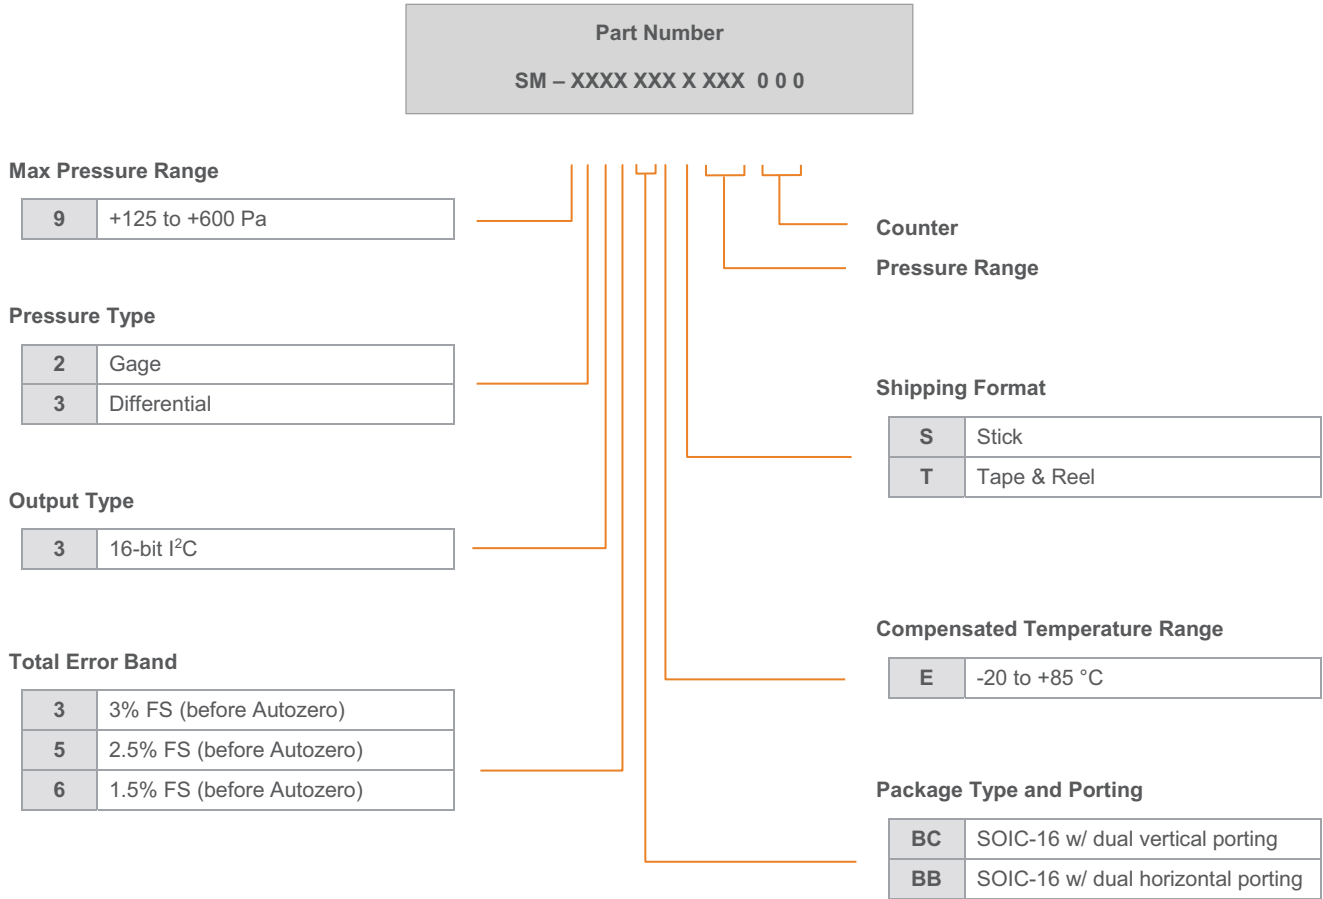 Part Number
SM – XXXX XXX X XXX 0 0 0
Max Pressure Range
9 +125 to +600 Pa
Pressure Type
2 Gage
3 Differential
Output Type
3 16-bit I²C
Total Error Band
3 3% FS (before Autozero)
5 2.5% FS (before Autozero)
6 1.5% FS (before Autozero)
Counter
Pressure Range
Shipping Format
S Stick
T Tape & Reel
Compensated Temperature Range
E -20 to +85 °C
Package Type and Porting
BC SOIC-16 w/ dual vertical porting
BB SOIC-16 w/ dual horizontal porting